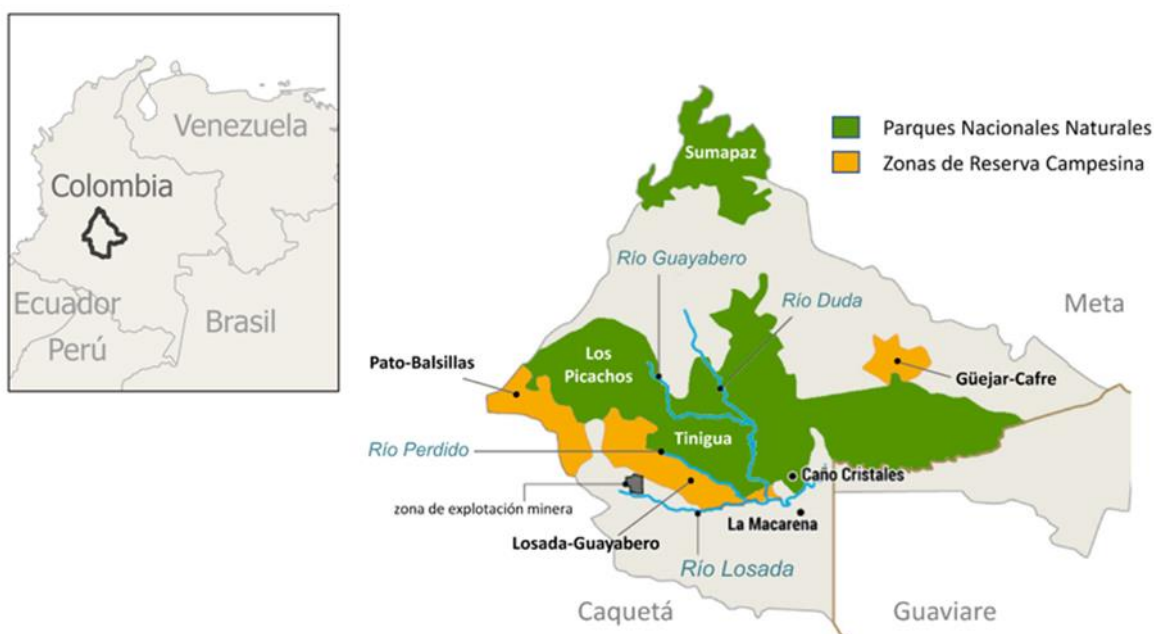 Venezuela
Colombia
Ecuador
Perú
Brasil
Parques Nacionales Naturales
Zonas de Reserva Campesina
Sumapaz
Río Guayabero
Río Duda
Meta
Los
Picachos
Pato-Balsillas
Güejar-Cafre
Tinigua
Río Perdido
Caño Cristales
zona de explotación minera
La Macarena
Losada-Guayabero
Río Losada
Caquetá
Guaviare